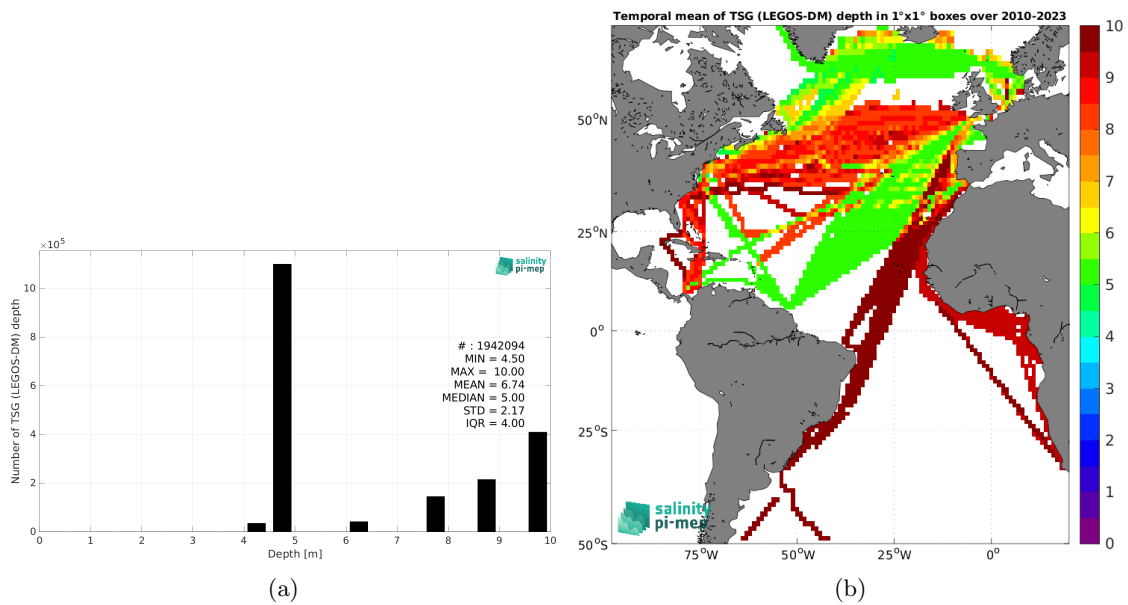 ×10⁵
10
8
6
4
2
0
Number of TSG (LEGOS-DM) depth
salinity
pi-mep
# : 1942094
MIN = 4.50
MAX = 10.00
MEAN = 6.74
MEDIAN = 5.00
STD = 2.17
IQR = 4.00
0 1 2 3 4 5 6 7 8 9 10
Depth [m]
(a)
Temporal mean of TSG (LEGOS-DM) depth in 1°x1° boxes over 2010-2023
50°N
25°N
0°
25°S
50°S
salinity
pi-mep
75°W 50°W 25°W 0°
10
9
8
7
6
5
4
3
2
1
0
(b)